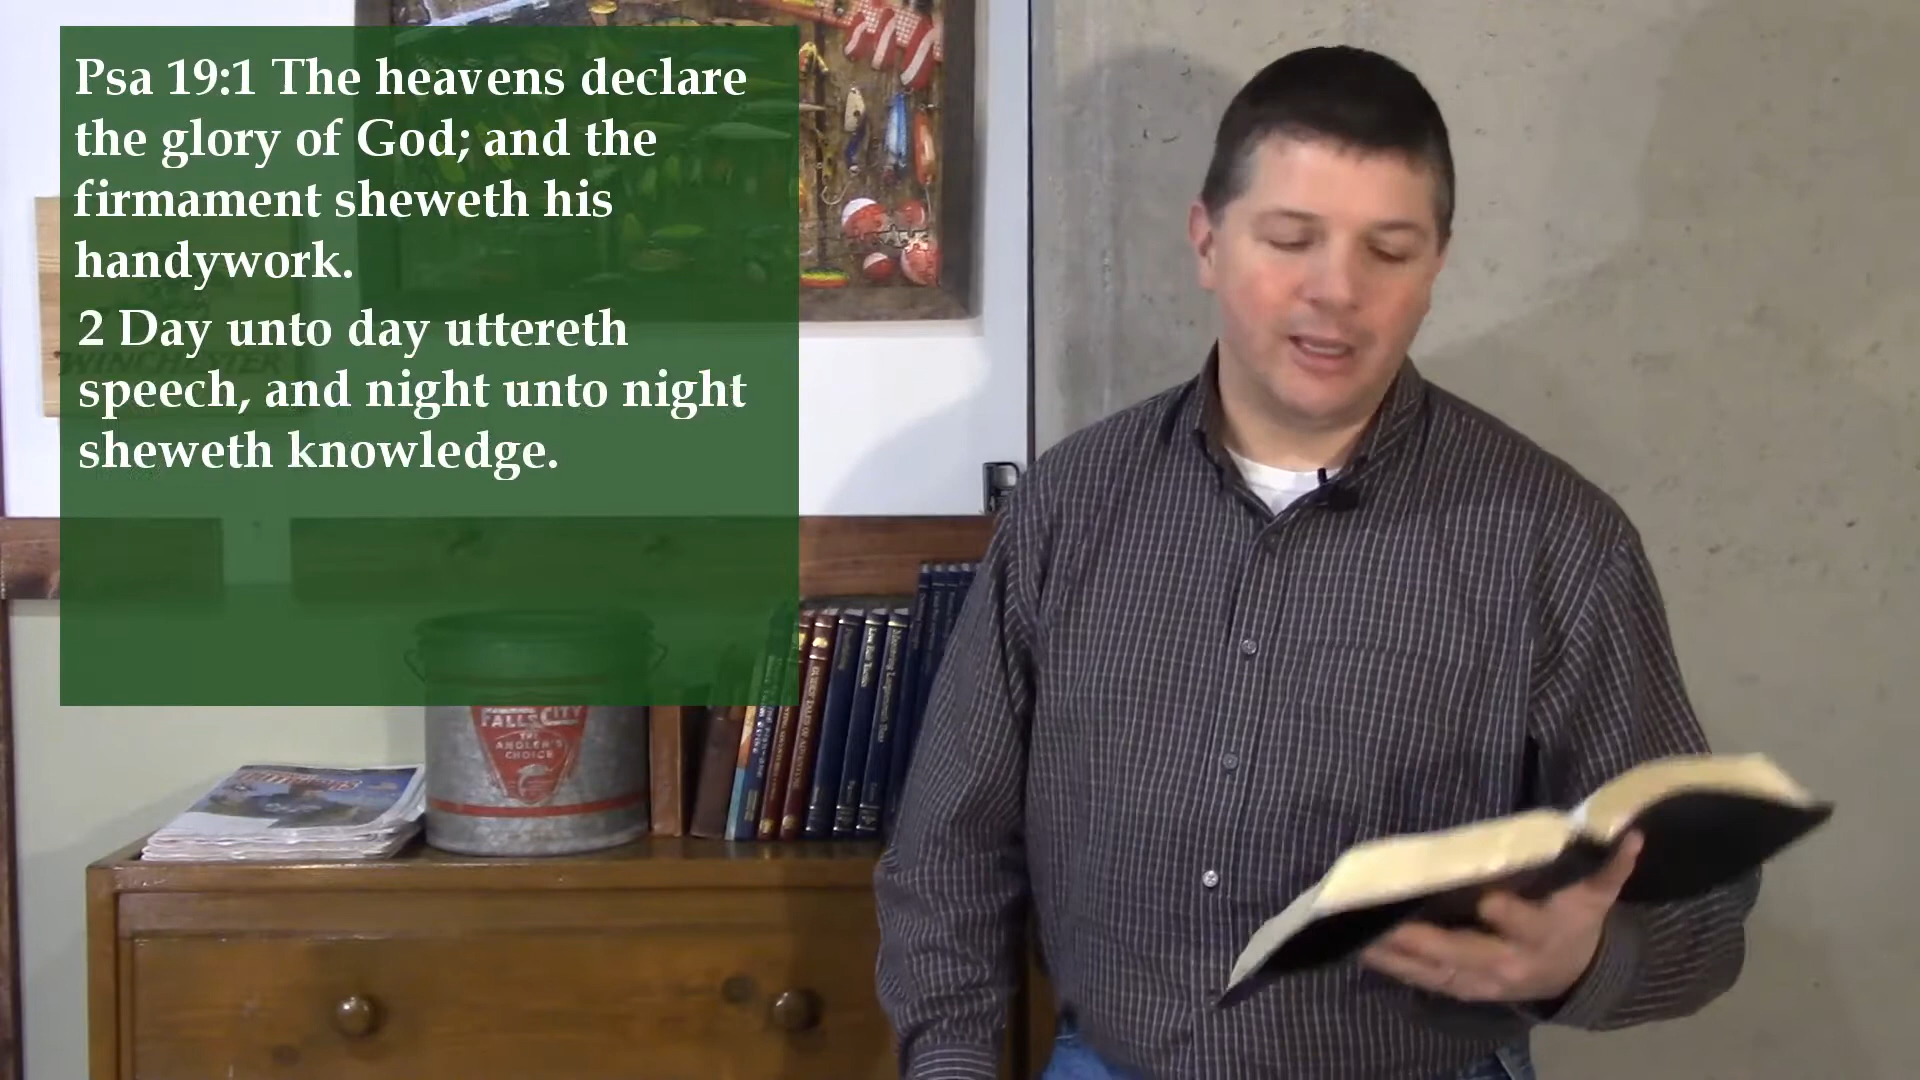 Psa 19:1 The heavens declare
the glory of God; and the
firmament sheweth his
handywork.
2 Day unto day uttereth
speech, and night unto night
sheweth knowledge.
WINCHESTER
FALLS CITY
THE
ANGLER'S
CHOICE